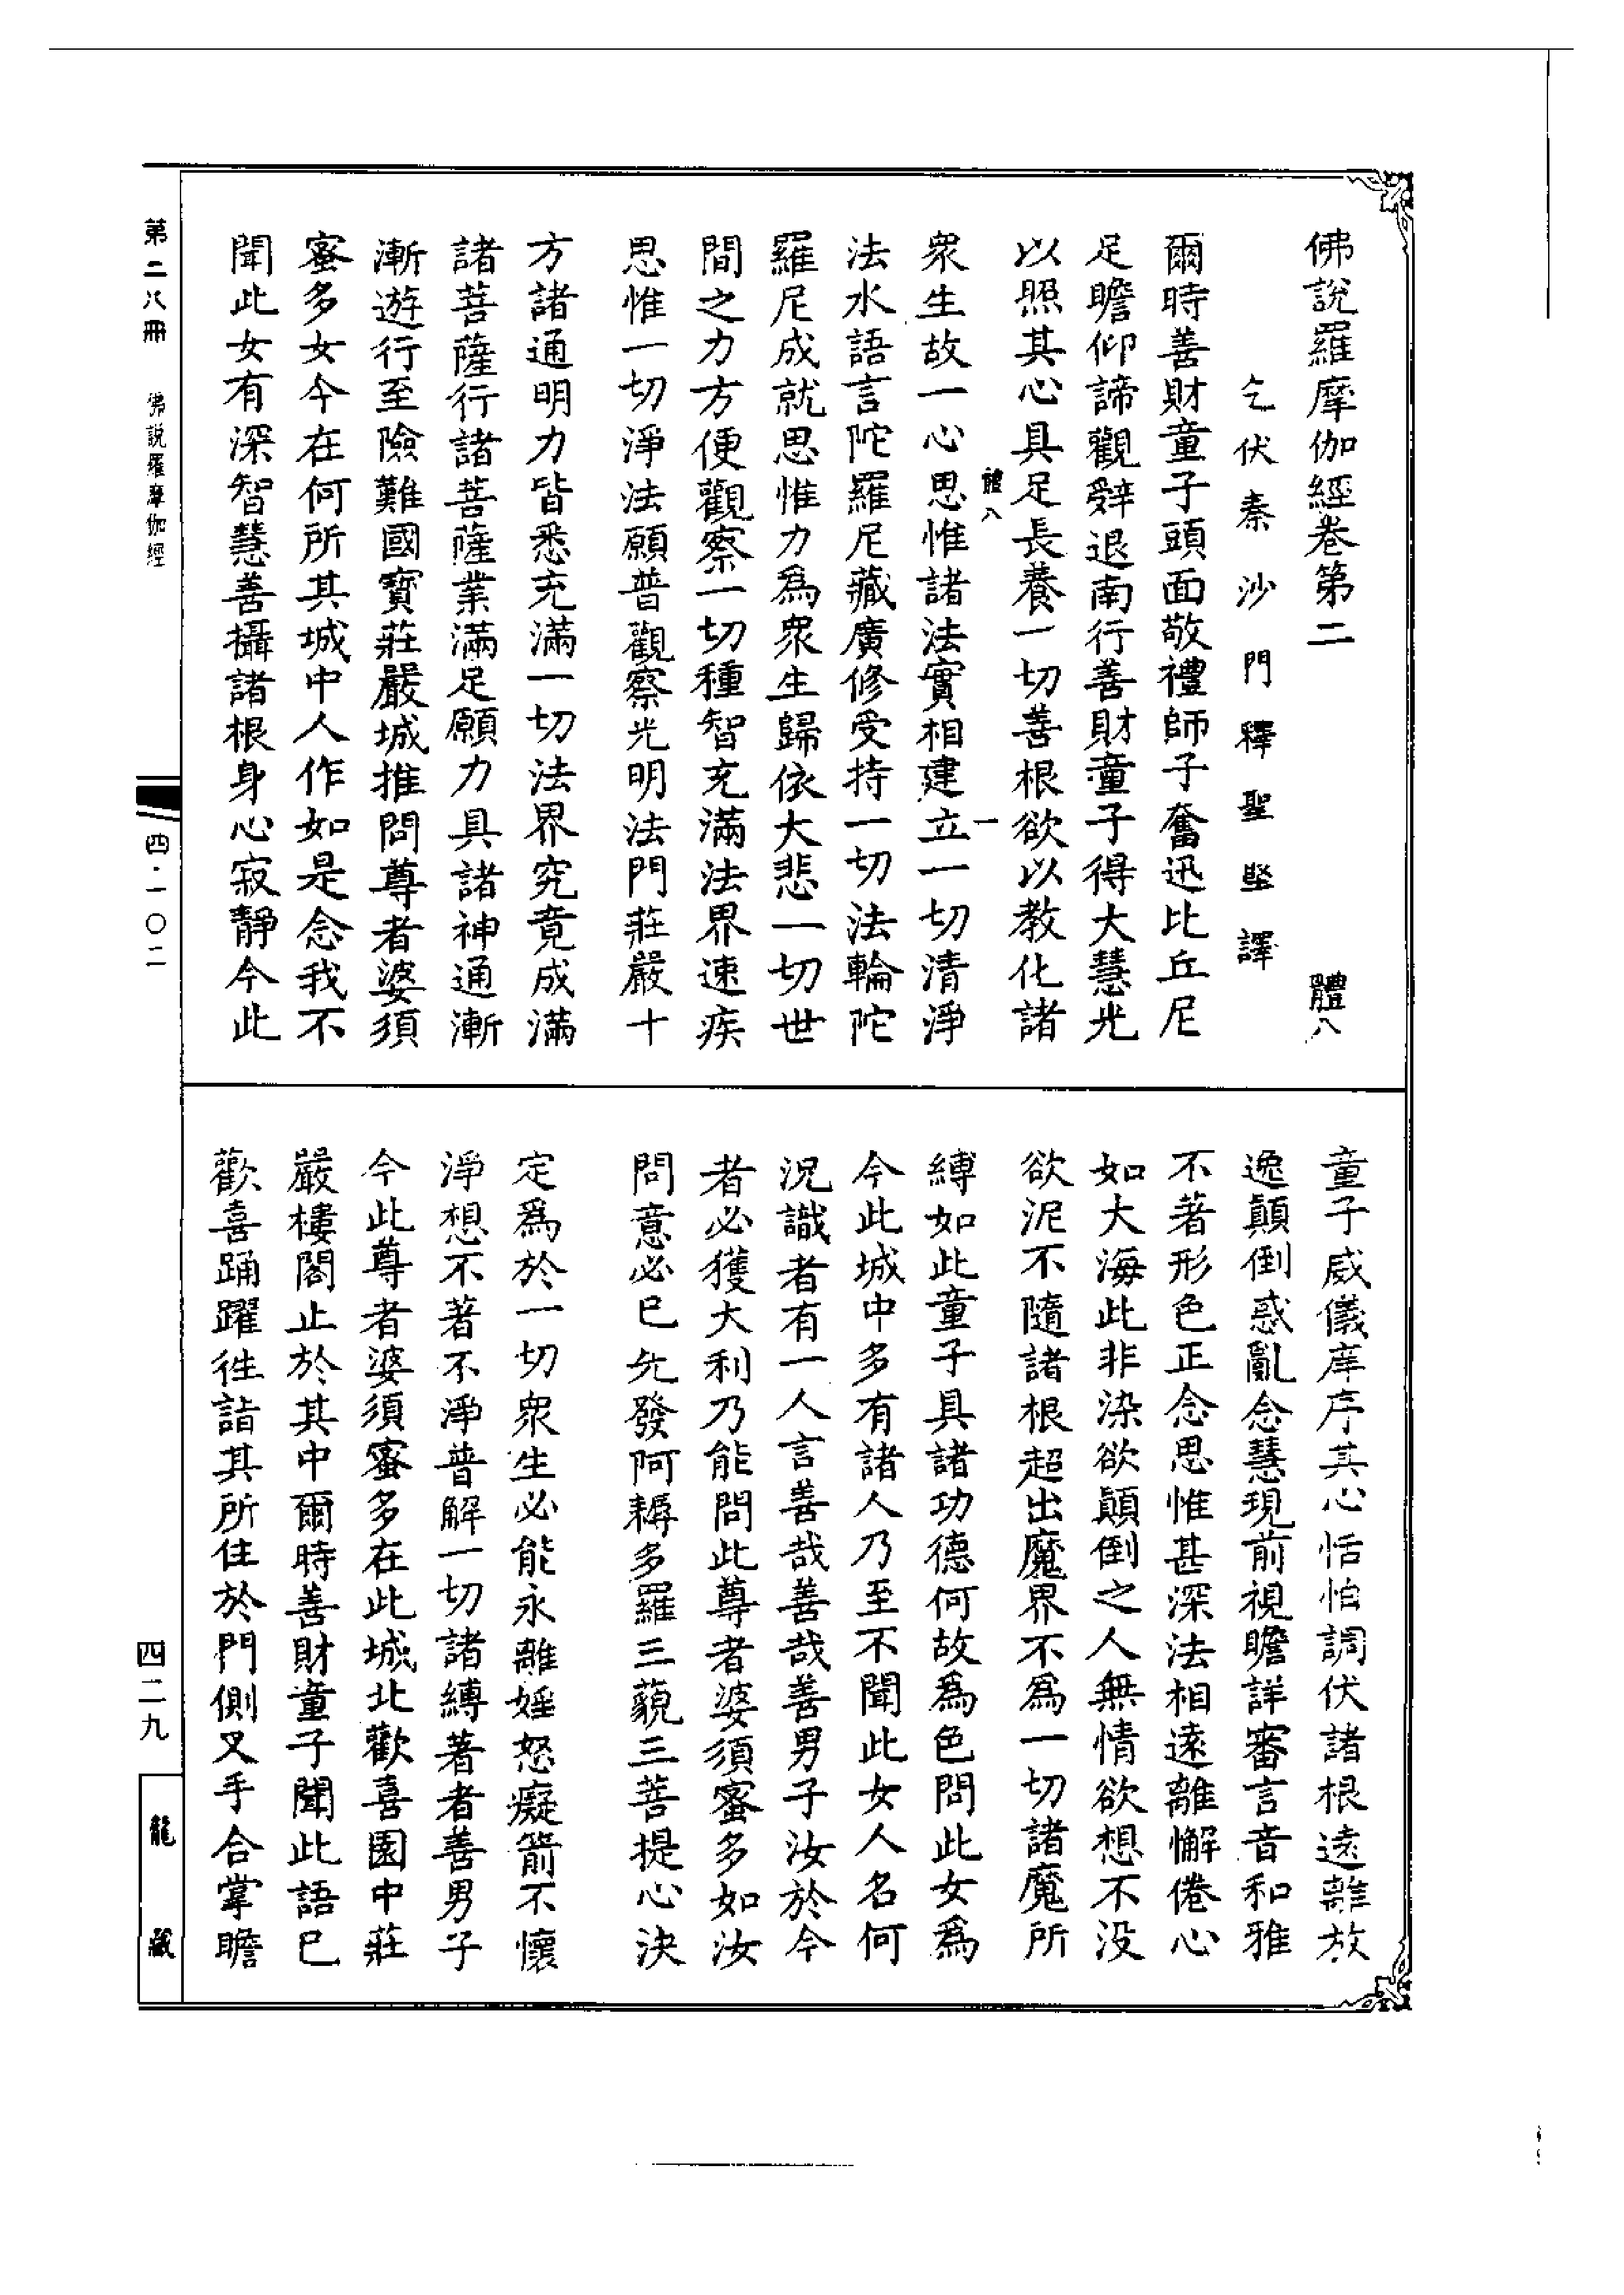 佛說羅摩伽經卷第二　體八
乞伏秦沙門釋聖堅譯
爾時善財童子頭面敬禮師子奮迅比丘尼
足瞻仰諦觀辭退南行善財童子得大慧光
以照其心具足長養一切善根欲以教化諸
體八　一
衆生故一心思惟諸法實相建立一切清淨
法水語言陀羅尼藏廣修受持一切法輪陀
羅尼成就思惟力爲衆生歸依大悲一切世
間之力方便觀察一切種智充滿法界速疾
思惟一切淨法願普觀察光明法門莊嚴十
方諸通明力皆悉充滿一切法界究竟成滿
諸菩薩行諸菩薩業滿足願力具諸神通漸
漸遊行至險難國寶莊嚴城推問尊者婆須
蜜多女今在何所其城中人作如是念我不
聞此女有深智慧善攝諸根身心寂靜今此
童子威儀庠序其心恬怕調伏諸根遠離放
逸顛倒惑亂念慧現前視瞻詳審言音和雅
不著形色正念思惟甚深法相遠離懈倦心
如大海此非染欲顛倒之人無情欲想不没
欲泥不隨諸根超出魔界不爲一切諸魔所
縛如此童子具諸功德何故爲色問此女爲
今此城中多有諸人乃至不聞此女人名何
況識者有一人言善哉善哉善男子汝於今
者必獲大利乃能問此尊者婆須蜜多如汝
問意必已先發阿耨多羅三藐三菩提心決
定爲於一切衆生必能永離婬怒癡箭不懷
淨想不著不淨普解一切諸縛著者善男子
今此尊者婆須蜜多在此城北歡喜園中莊
嚴樓閣止於其中爾時善財童子聞此語已
歡喜踊躍徃詣其所住於門側叉手合掌瞻
第二八冊　佛說羅摩伽經
四・一〇二
四二九
龍藏